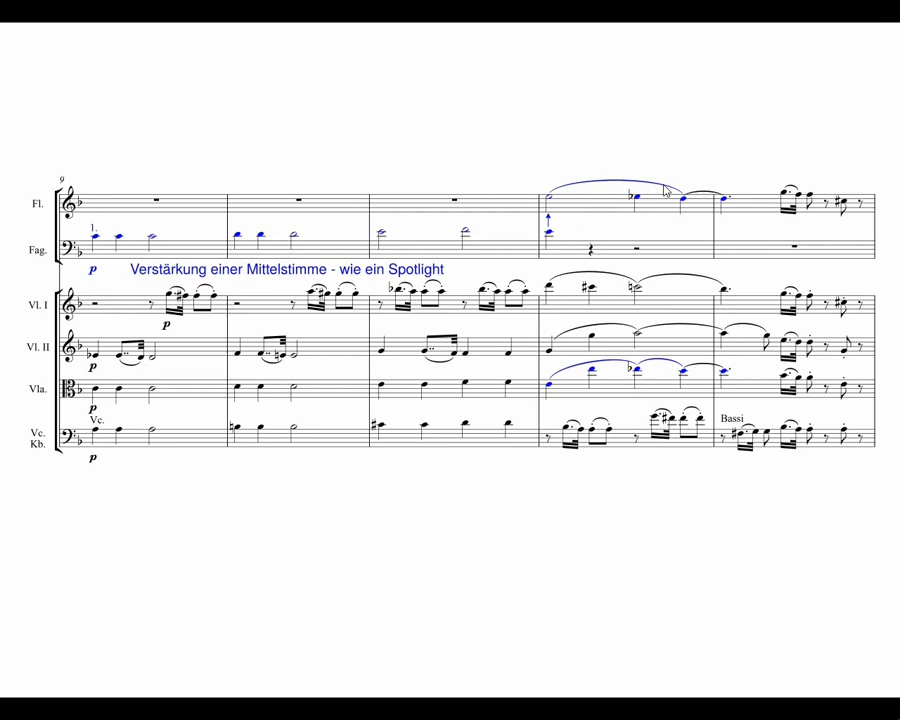 9
Fl.
1.
Fag.
p
Verstärkung einer Mittelstimme - wie ein Spotlight
Vl. I
p
Vl. II
p
Vla.
p
Vc.
Bassi
Vc.
Kb.
p